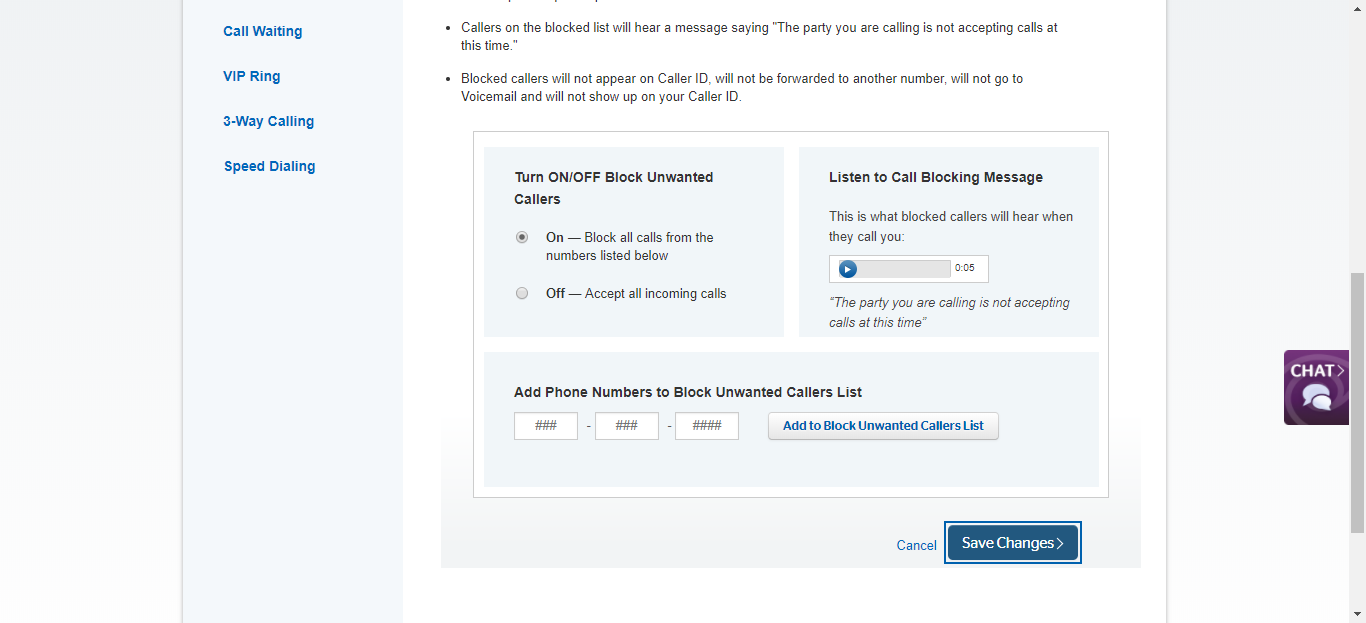 Call Waiting
VIP Ring
3-Way Calling
Speed Dialing
• Callers on the blocked list will hear a message saying "The party you are calling is not accepting calls at
this time."
• Blocked callers will not appear on Caller ID, will not be forwarded to another number, will not go to
Voicemail and will not show up on your Caller ID.
Turn ON/OFF Block Unwanted
Callers
On — Block all calls from the
numbers listed below
Off — Accept all incoming calls
Listen to Call Blocking Message
This is what blocked callers will hear when
they call you:
0:05
"The party you are calling is not accepting
calls at this time”
Add Phone Numbers to Block Unwanted Callers List
### - ### - #### Add to Block Unwanted Callers List
Cancel Save Changes
CHAT